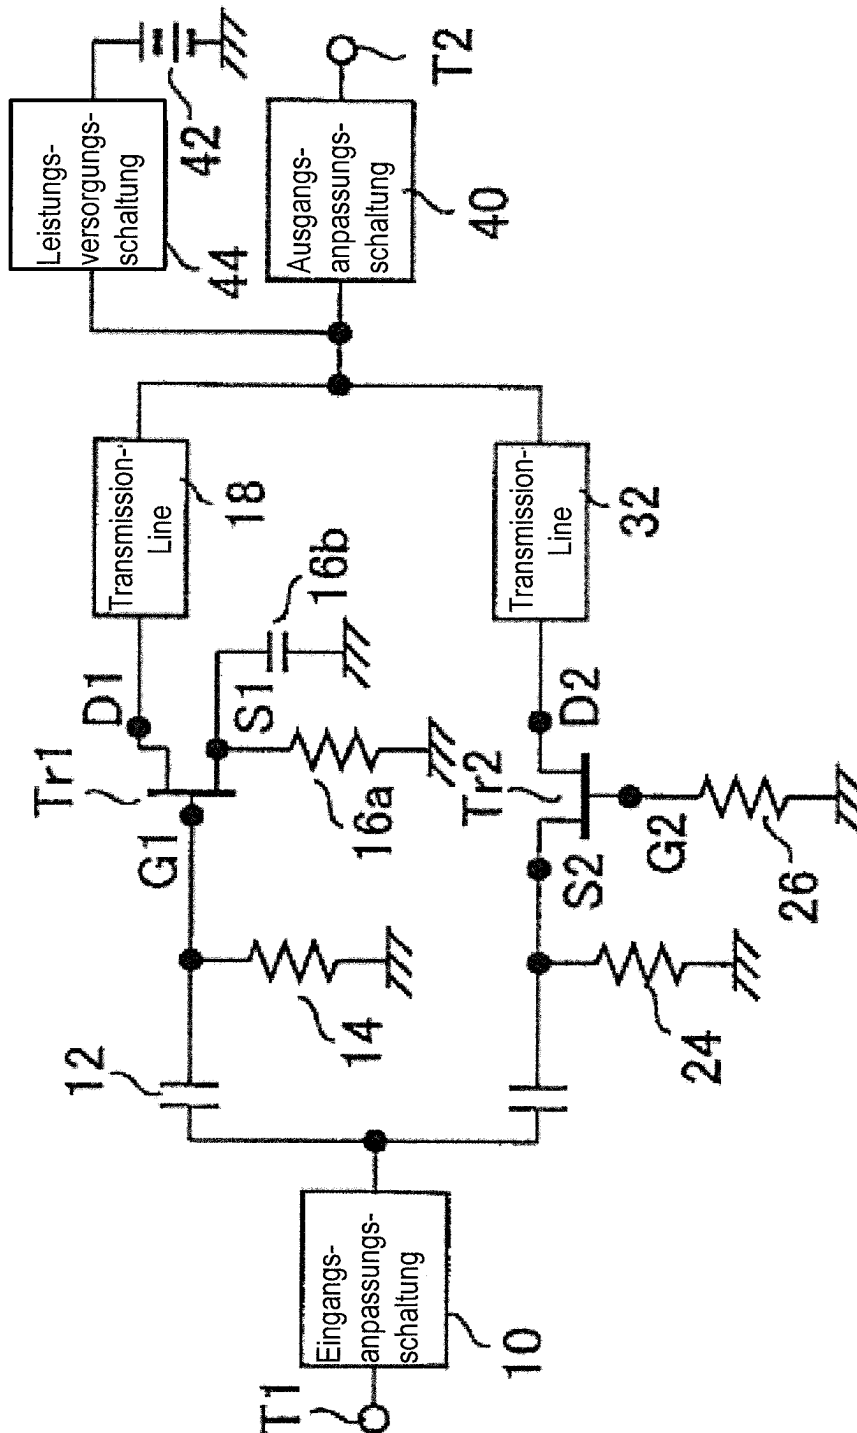 T1
Eingangs-
anpassungs-
schaltung
10
12
14
G1
Tr1
D1
S1
16a
16b
Transmission-
Line
18
24
S2
Tr2
D2
G2
26
Transmission-
Line
32
Leistungs-
versorgungs-
schaltung
44
42
Ausgangs-
anpassungs-
schaltung
40
T2